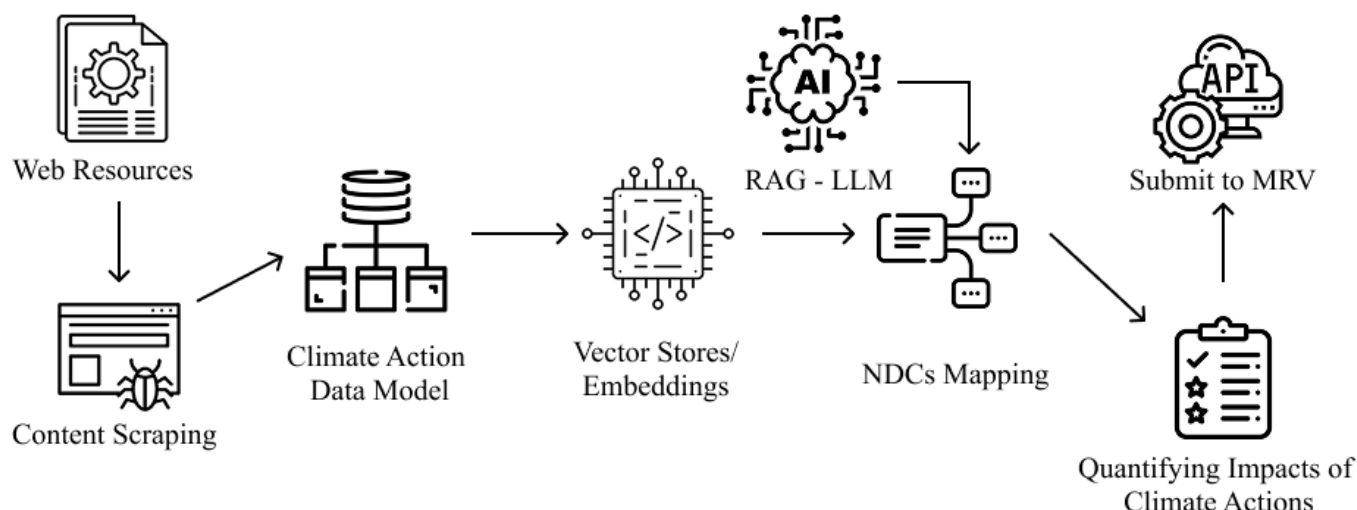 Web Resources
Content Scraping
Climate Action
Data Model
</>
Vector Stores/
Embeddings
AI
RAG - LLM
NDCs Mapping
API
Submit to MRV
Quantifying Impacts of
Climate Actions